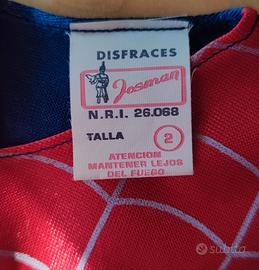 DISFRACES
Josman
N.R.I. 26.068
TALLA 2
ATENCION
MANTENER LEJOS
DEL FUEGO
subito